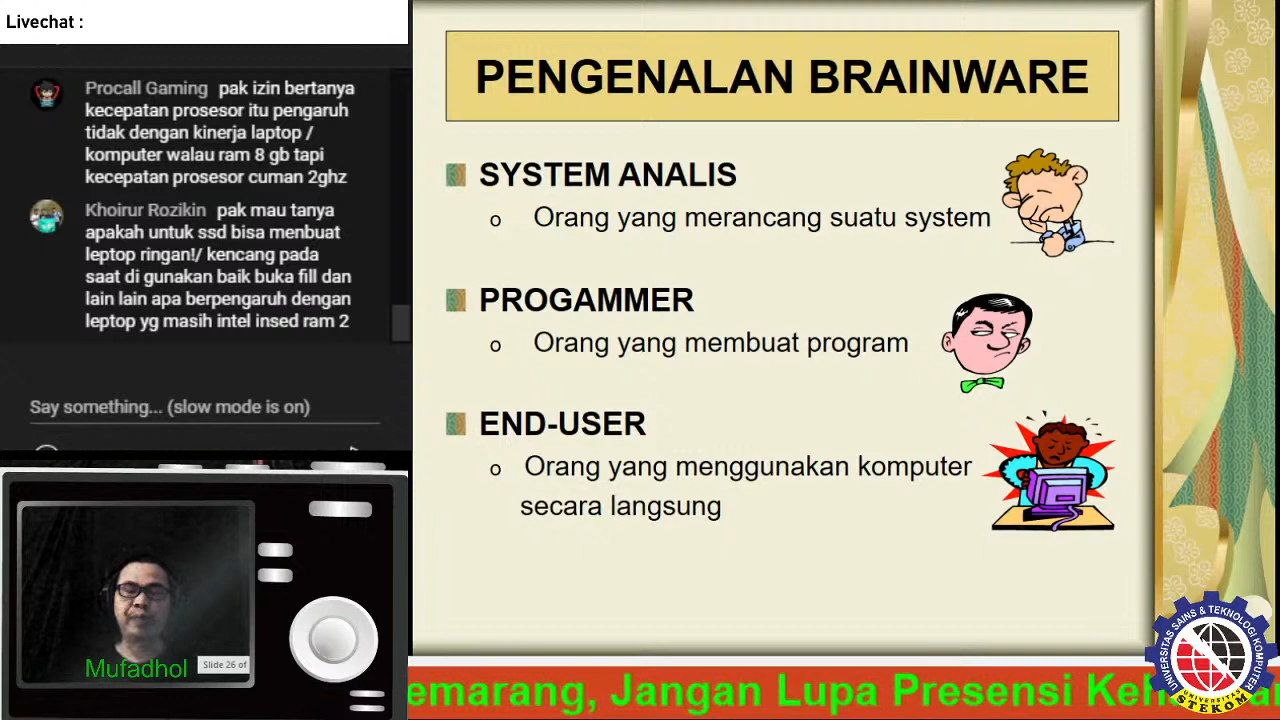 Livechat :
Procall Gaming pak izin bertanya
kecepatan prosesor itu pengaruh
tidak dengan kinerja laptop /
komputer walau ram 8 gb tapi
kecepatan prosesor cuman 2ghz
Khoirur Rozikin pak mau tanya
apakah untuk ssd bisa menbuat
leptop ringan!/ kencang pada
saat di gunakan baik buka fill dan
lain lain apa berpengaruh dengan
leptop yg masih intel insed ram 2
Say something... (slow mode is on)
Mufadhol
Slide 26 of
PENGENALAN BRAINWARE
SYSTEM ANALIS
o Orang yang merancang suatu system
PROGAMMER
o Orang yang membuat program
END-USER
o Orang yang menggunakan komputer
secara langsung
UNIVERSITAS SAINS & TEKNOLOGI KOMPUTER
STEKOM
emarang, Jangan Lupa Presensi